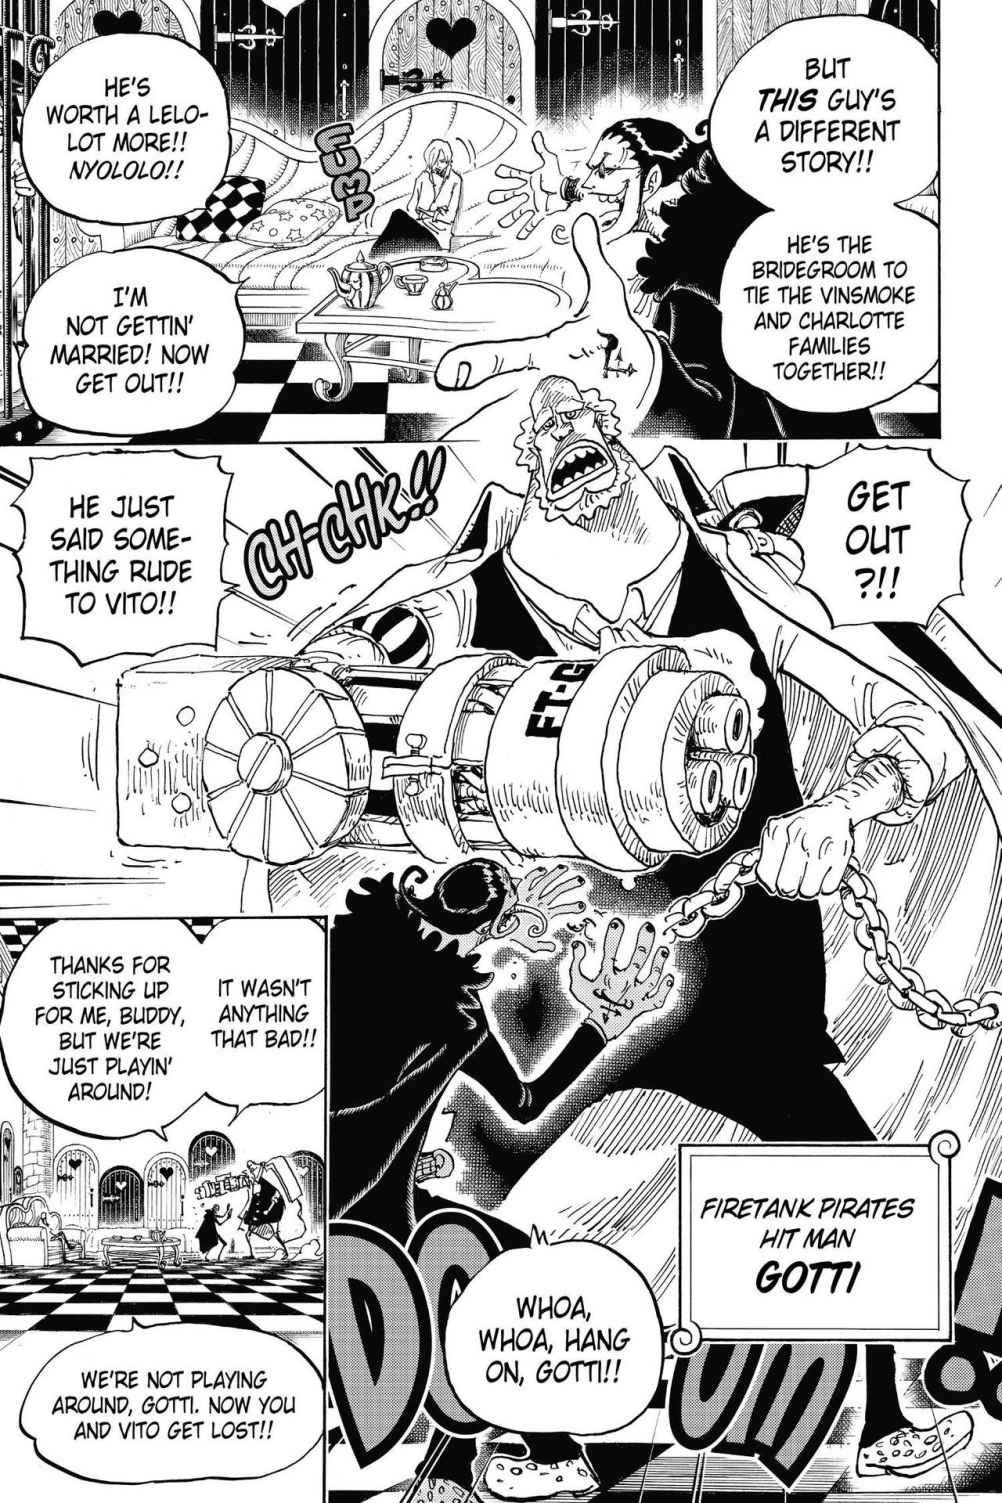 BUT
THIS GUY'S
A DIFFERENT
STORY!!
HE'S THE
BRIDEGROOM TO
TIE THE VINSMOKE
AND CHARLOTTE
FAMILIES
TOGETHER!!
HE'S
WORTH A LELO-
LOT MORE!!
NYOLOLO!!
FUMP
I'M
NOT GETTIN'
MARRIED! NOW
GET OUT!!
GET
OUT
?!!
CH-CHK!!
HE JUST
SAID SOME-
THING RUDE
TO VITO!!
FT-G
FIRETANK PIRATES
HIT MAN
GOTTI
WHOA,
WHOA, HANG
ON, GOTTI!!
DOOM!
IT WASN'T
ANYTHING
THAT BAD!!
THANKS FOR
STICKING UP
FOR ME, BUDDY,
BUT WE'RE
JUST PLAYIN'
AROUND!
WE'RE NOT PLAYING
AROUND, GOTTI. NOW YOU
AND VITO GET LOST!!